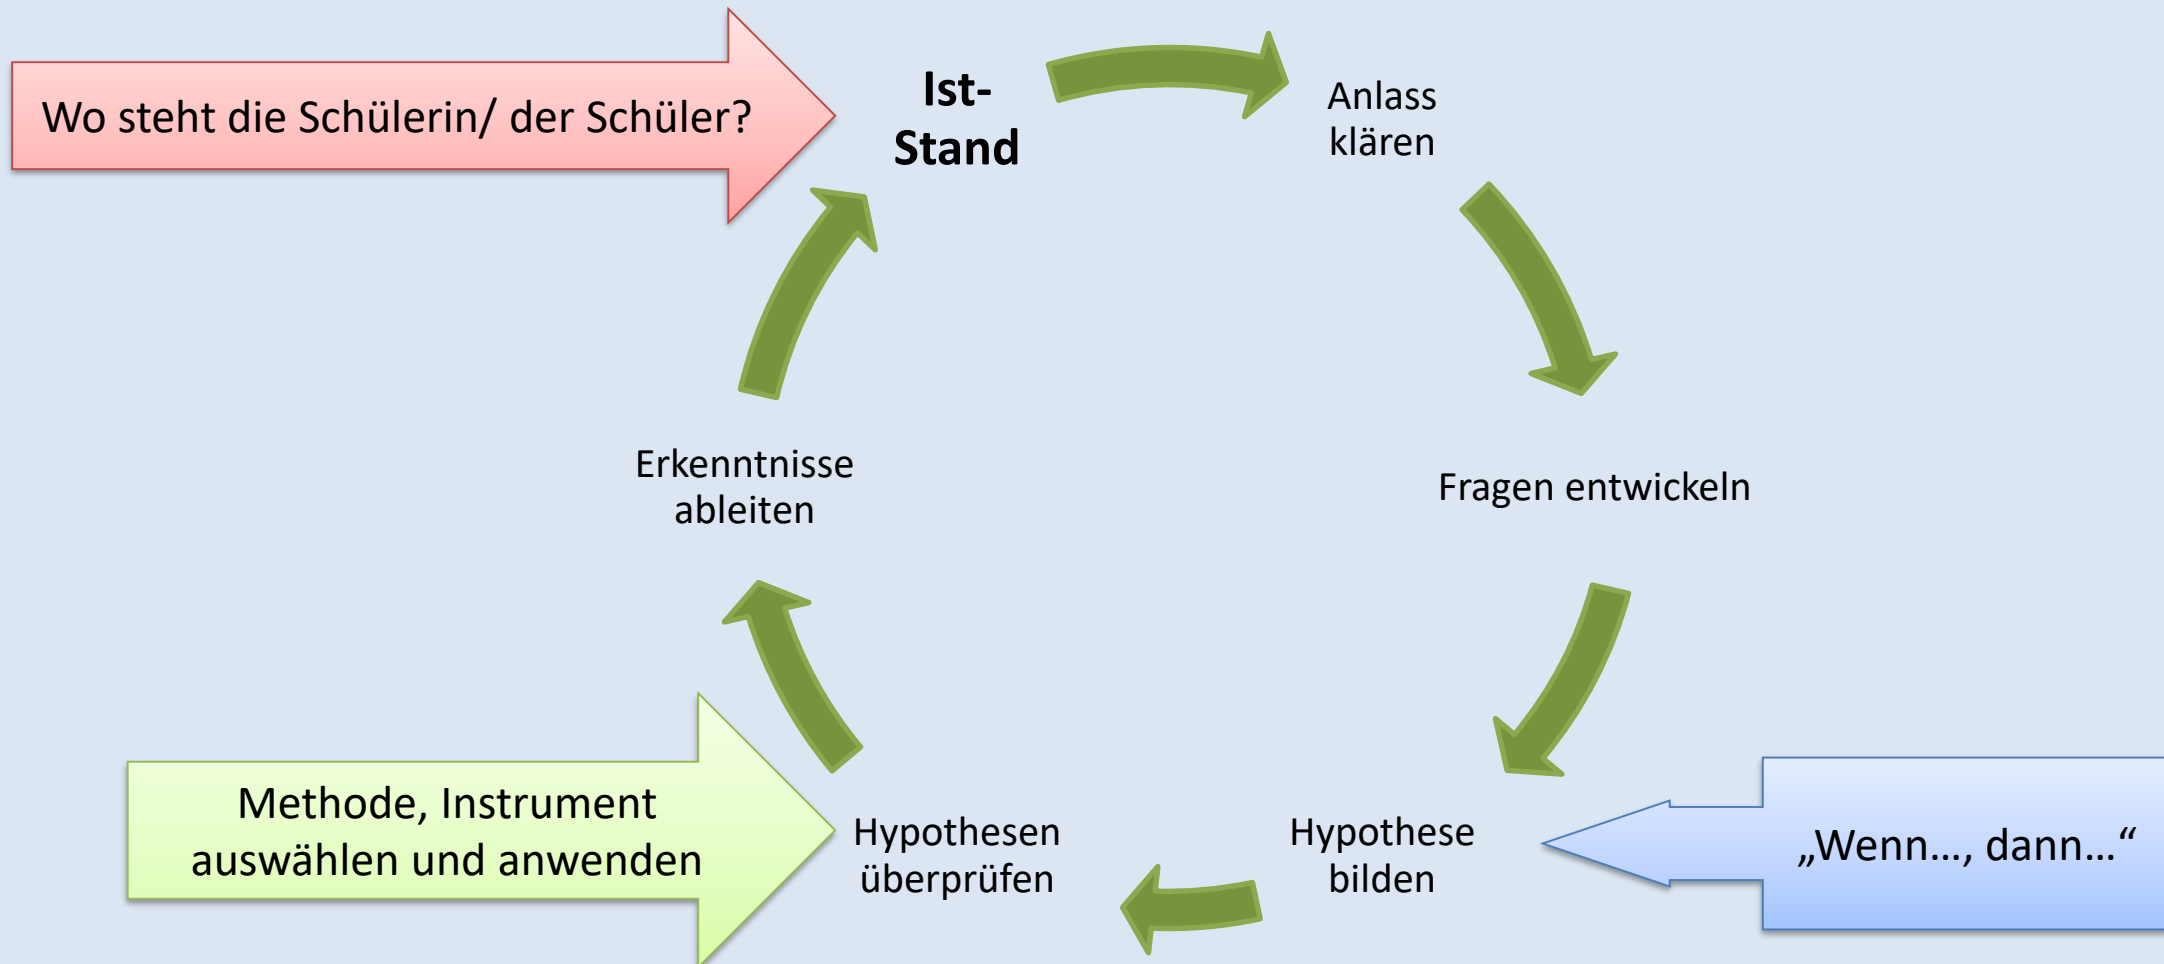 Wo steht die Schülerin/ der Schüler?
Ist-
Stand
Anlass
klären
Fragen entwickeln
Erkenntnisse
ableiten
Methode, Instrument
auswählen und anwenden
Hypothesen
überprüfen
Hypothese
bilden
„Wenn…, dann…“